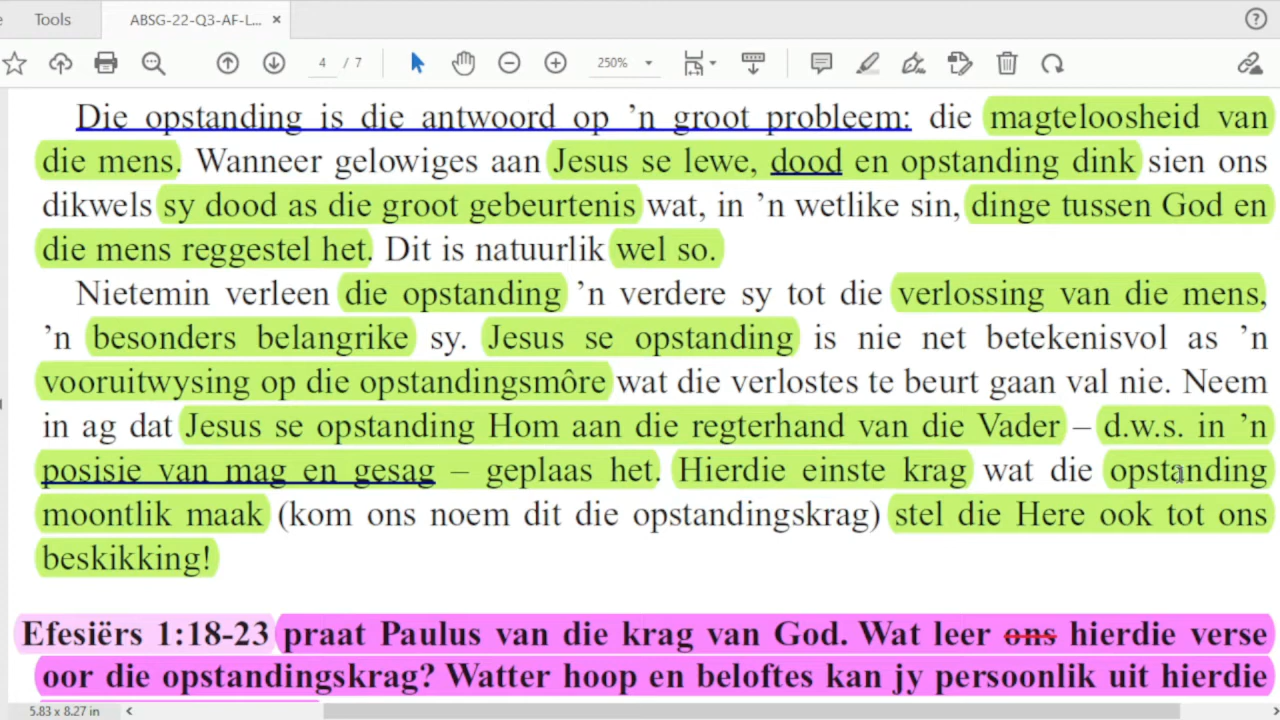 Tools ABSG-22-Q3-AF-L... ×
4 / 7 250%
Die opstanding is die antwoord op ’n groot probleem: die magteloosheid van
die mens. Wanneer gelowiges aan Jesus se lewe, dood en opstanding dink sien ons
dikwels sy dood as die groot gebeurtenis wat, in ’n wetlike sin, dinge tussen God en
die mens reggestel het. Dit is natuurlik wel so.
Nietemin verleen die opstanding ’n verdere sy tot die verlossing van die mens,
’n besonders belangrike sy. Jesus se opstanding is nie net betekenisvol as ’n
vooruitwysing op die opstandingsmôre wat die verlostes te beurt gaan val nie. Neem
in ag dat Jesus se opstanding Hom aan die regterhand van die Vader – d.w.s. in ’n
posisie van mag en gesag – geplaas het. Hierdie einste krag wat die opstanding
moontlik maak (kom ons noem dit die opstandingskrag) stel die Here ook tot ons
beskikking!
Efesiërs 1:18-23 praat Paulus van die krag van God. Wat leer ons hierdie verse
oor die opstandingskrag? Watter hoop en beloftes kan jy persoonlik uit hierdie
5.83 x 8.27 in